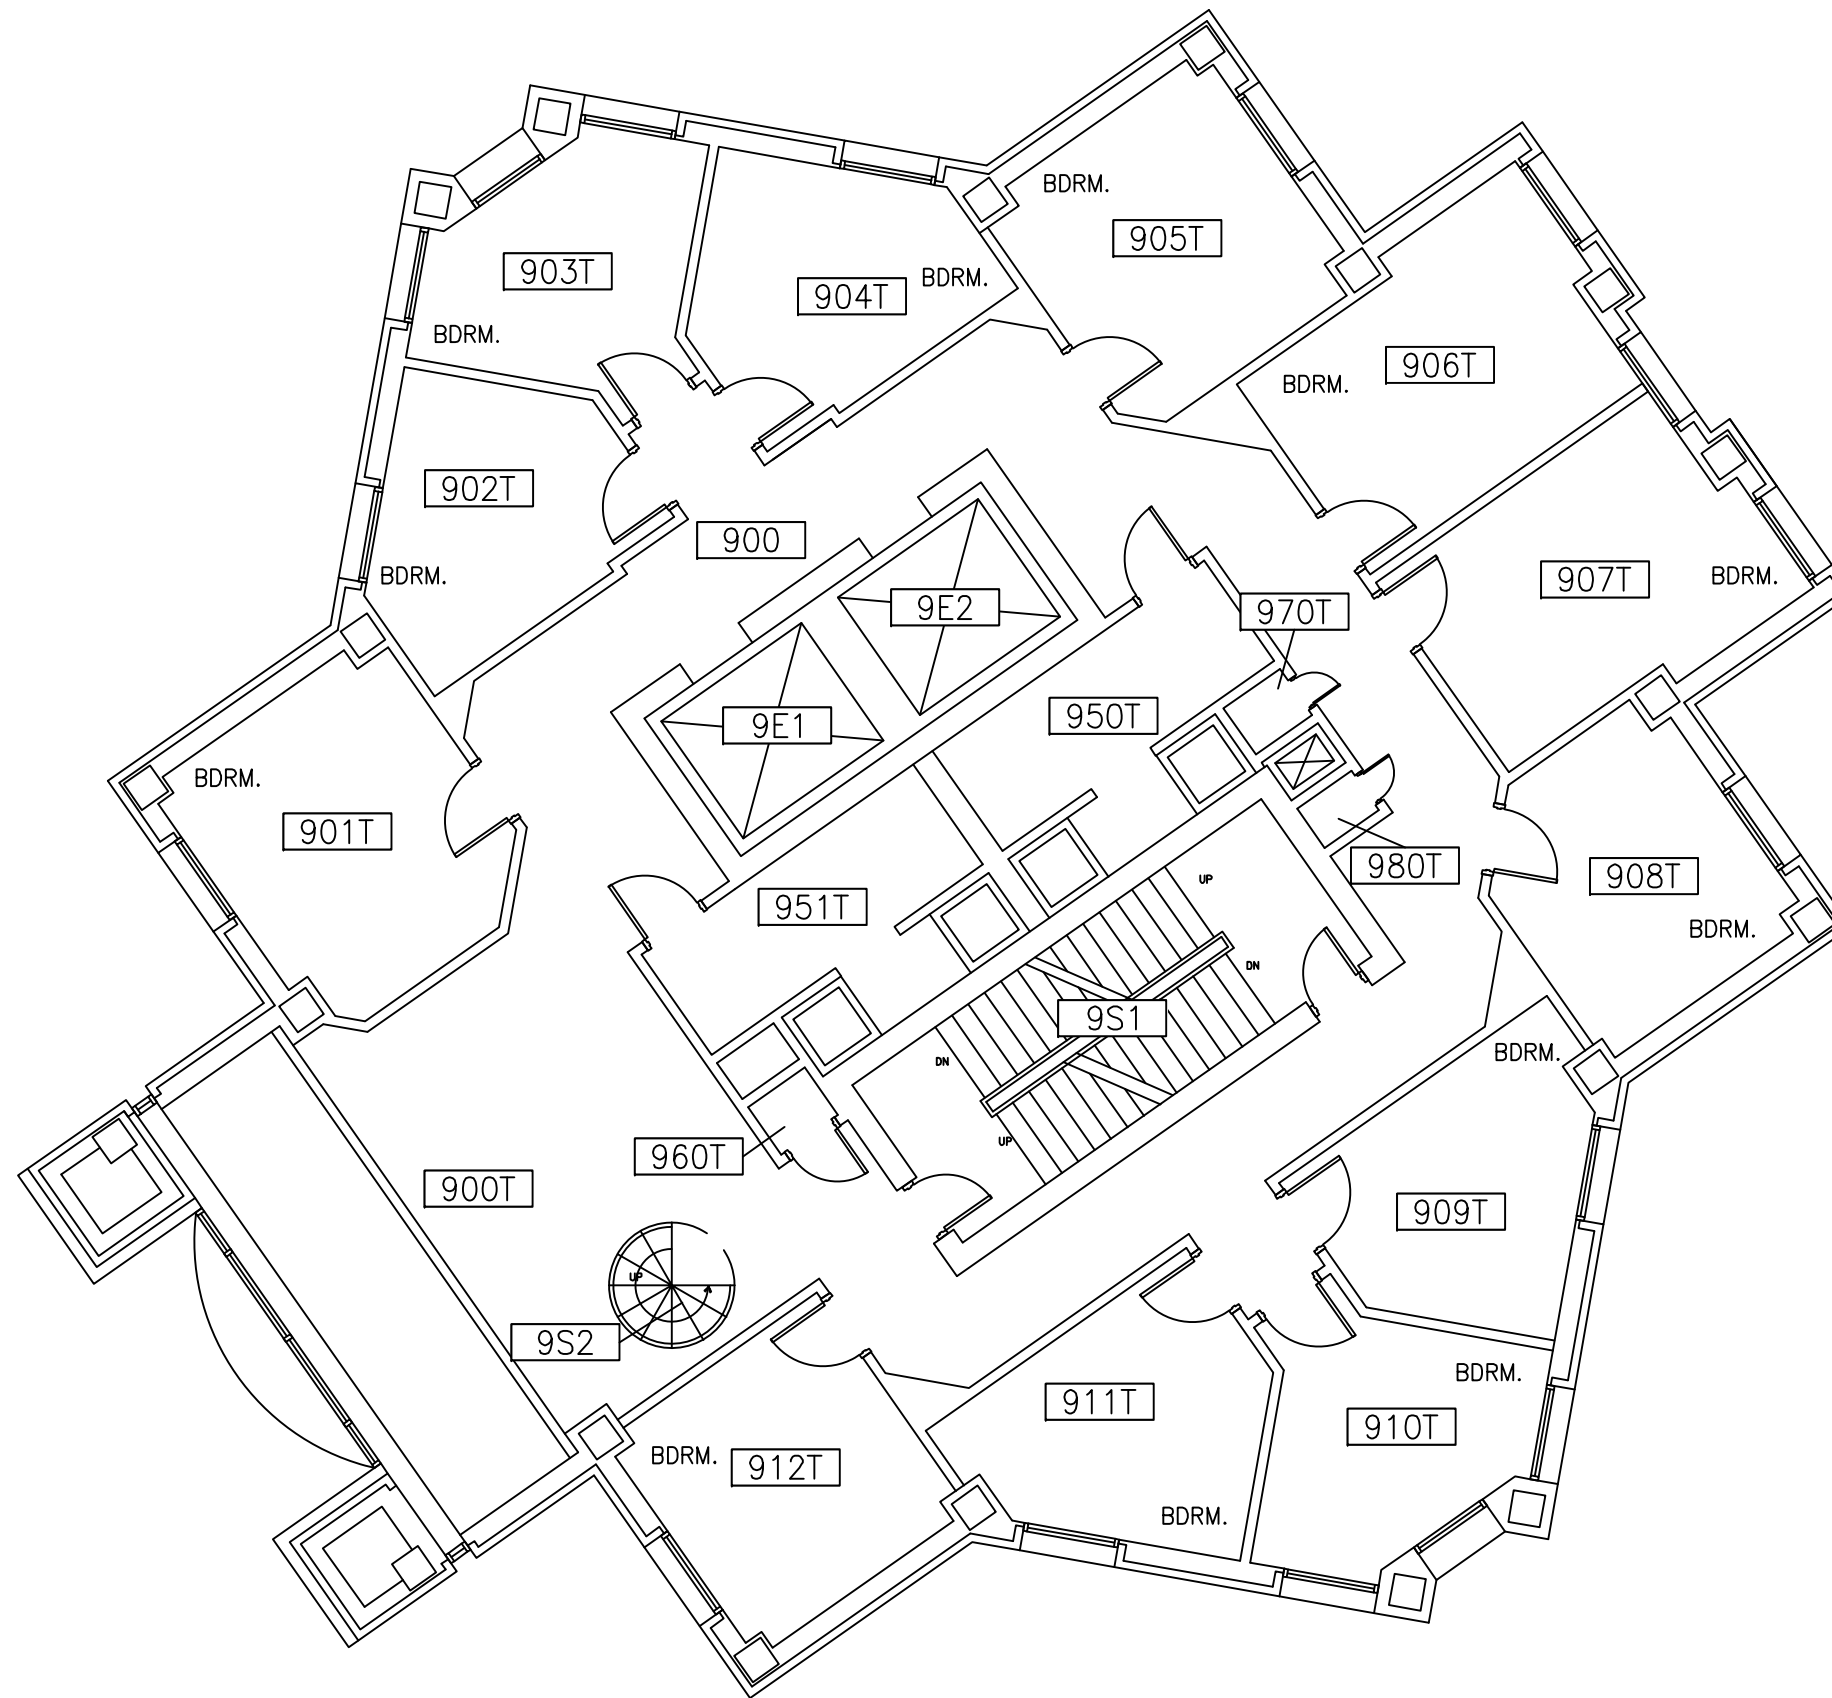 BDRM.
905T
903T
BDRM.
904T
BDRM.
906T
BDRM.
902T
BDRM.
900
907T
BDRM.
9E2
970T
950T
9E1
BDRM.
901T
980T
908T
BDRM.
UP
951T
DN
9S1
DN
UP
BDRM.
960T
900T
909T
UP
9S2
BDRM.
911T
910T
BDRM.
912T
BDRM.